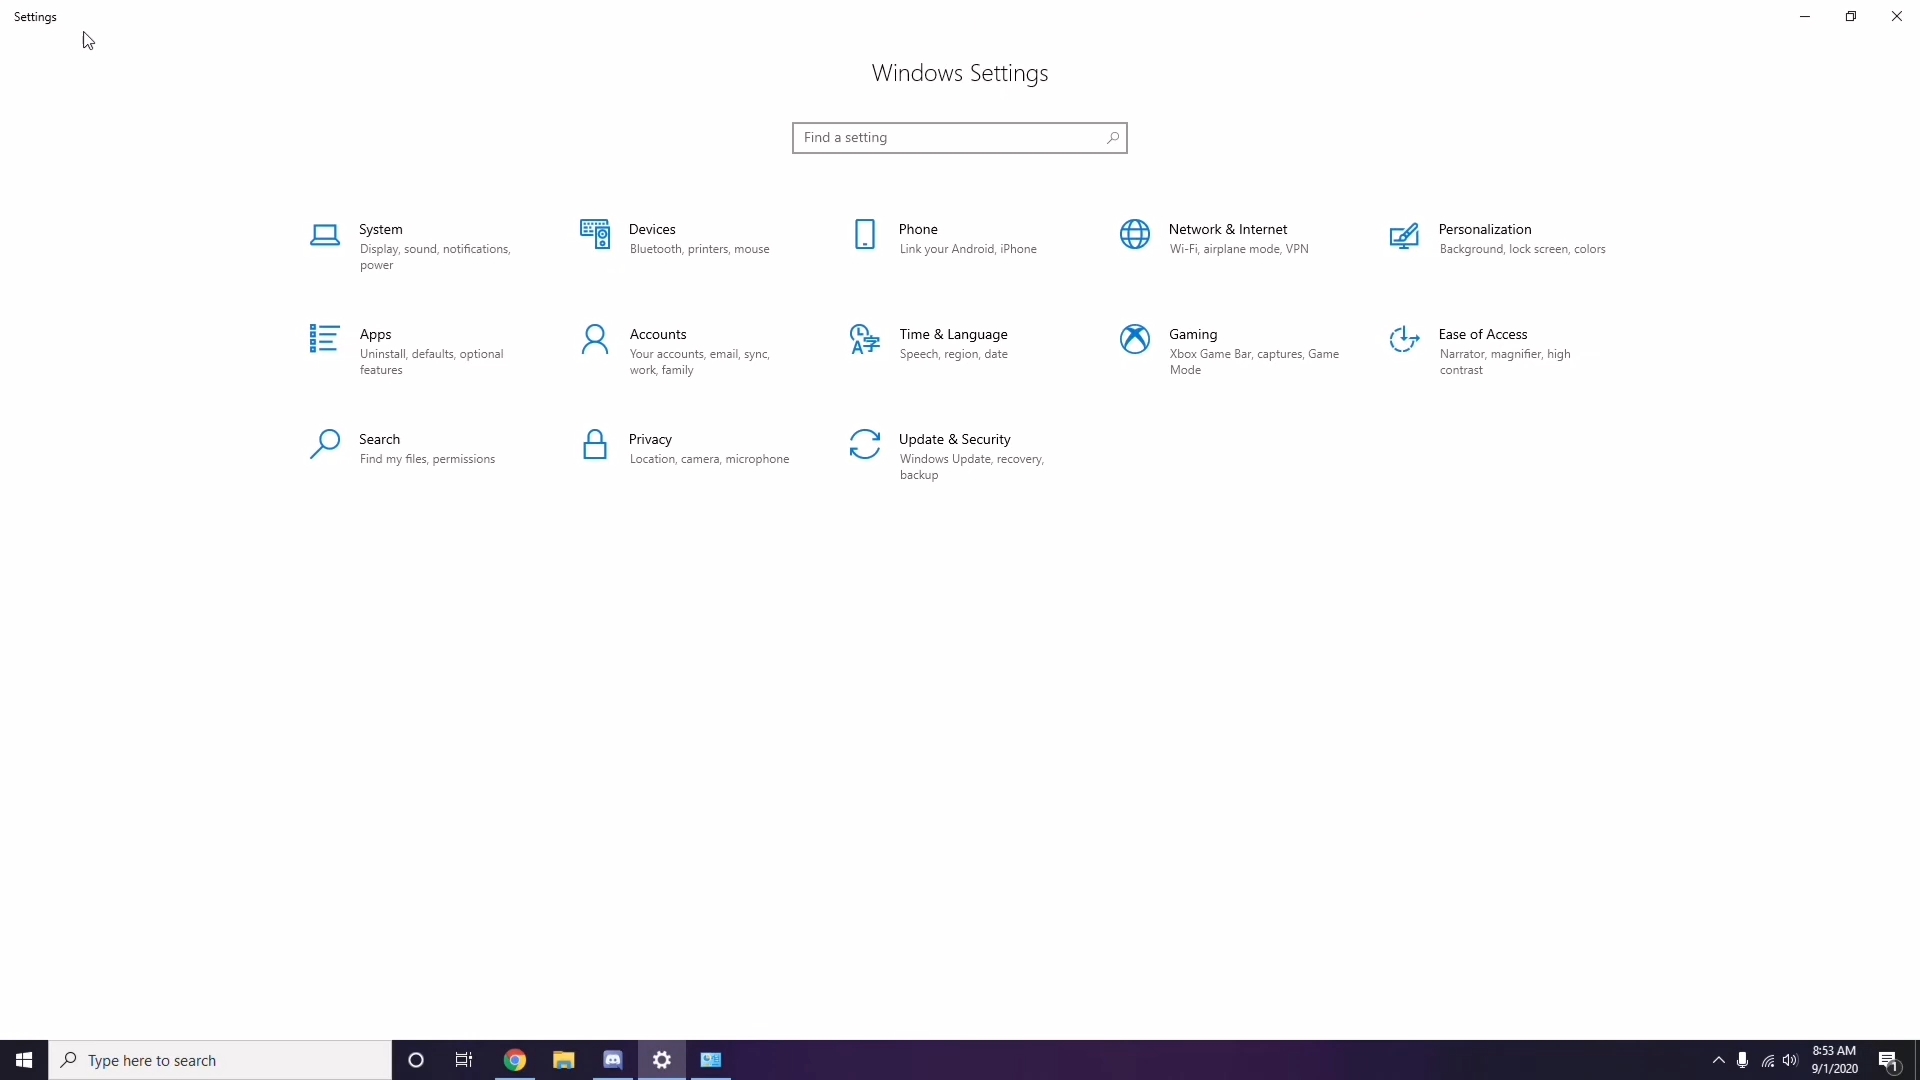 Settings
Windows Settings
Find a setting
System
Display, sound, notifications,
power
Devices
Bluetooth, printers, mouse
Phone
Link your Android, iPhone
Network & Internet
Wi-Fi, airplane mode, VPN
Personalization
Background, lock screen, colors
Apps
Uninstall, defaults, optional
features
Accounts
Your accounts, email, sync,
work, family
Time & Language
Speech, region, date
Gaming
Xbox Game Bar, captures, Game
Mode
Ease of Access
Narrator, magnifier, high
contrast
Search
Find my files, permissions
Privacy
Location, camera, microphone
Update & Security
Windows Update, recovery,
backup
Type here to search
8:53 AM
9/1/2020
1